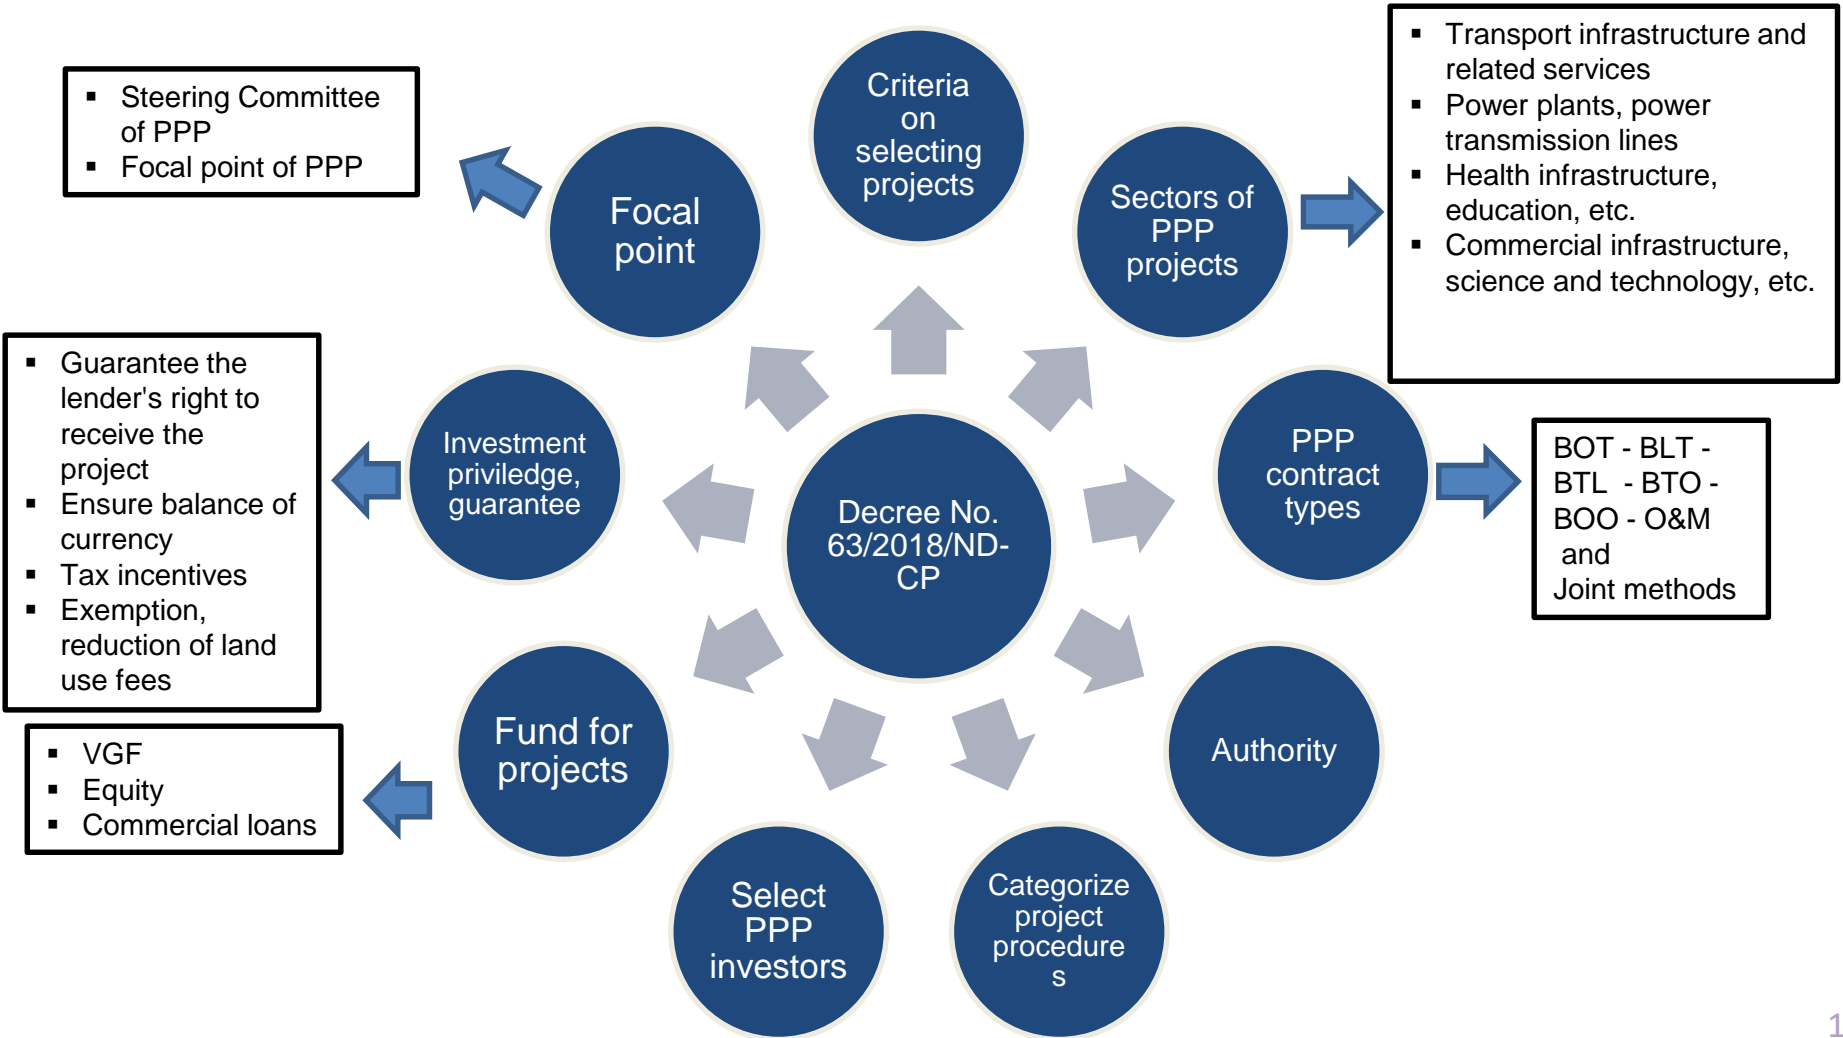 Criteria
on
selecting
projects
▪ Transport infrastructure and
related services
▪ Power plants, power
transmission lines
▪ Health infrastructure,
education, etc.
▪ Commercial infrastructure,
science and technology, etc.
▪ Steering Committee
of PPP
▪ Focal point of PPP
Focal
point
Sectors of
PPP
projects
▪ Guarantee the
lender's right to
receive the
project
▪ Ensure balance of
currency
▪ Tax incentives
▪ Exemption,
reduction of land
use fees
Investment
priviledge,
guarantee
Decree No.
63/2018/ND-
CP
PPP
contract
types
BOT - BLT -
BTL - BTO -
BOO - O&M
and
Joint methods
▪ VGF
▪ Equity
▪ Commercial loans
Fund for
projects
Authority
Select
PPP
investors
Categorize
project
procedure
s
1